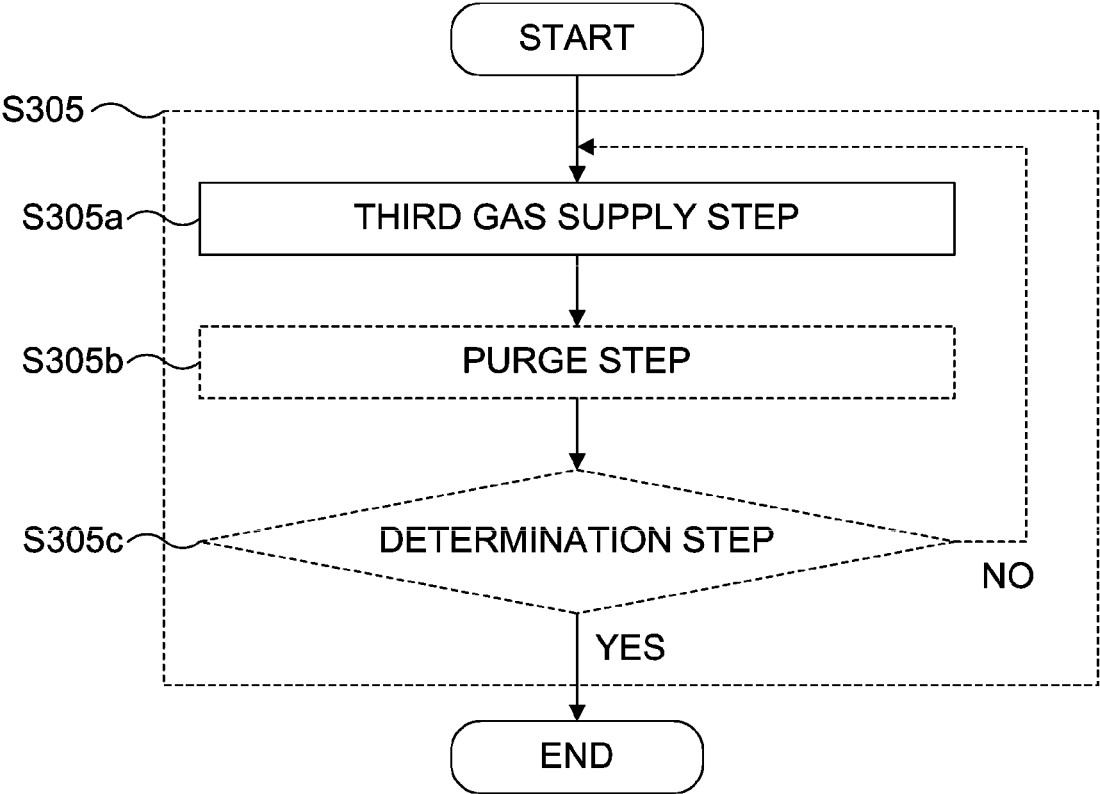 START
S305
S305a
THIRD GAS SUPPLY STEP
S305b
PURGE STEP
S305c
DETERMINATION STEP
NO
YES
END